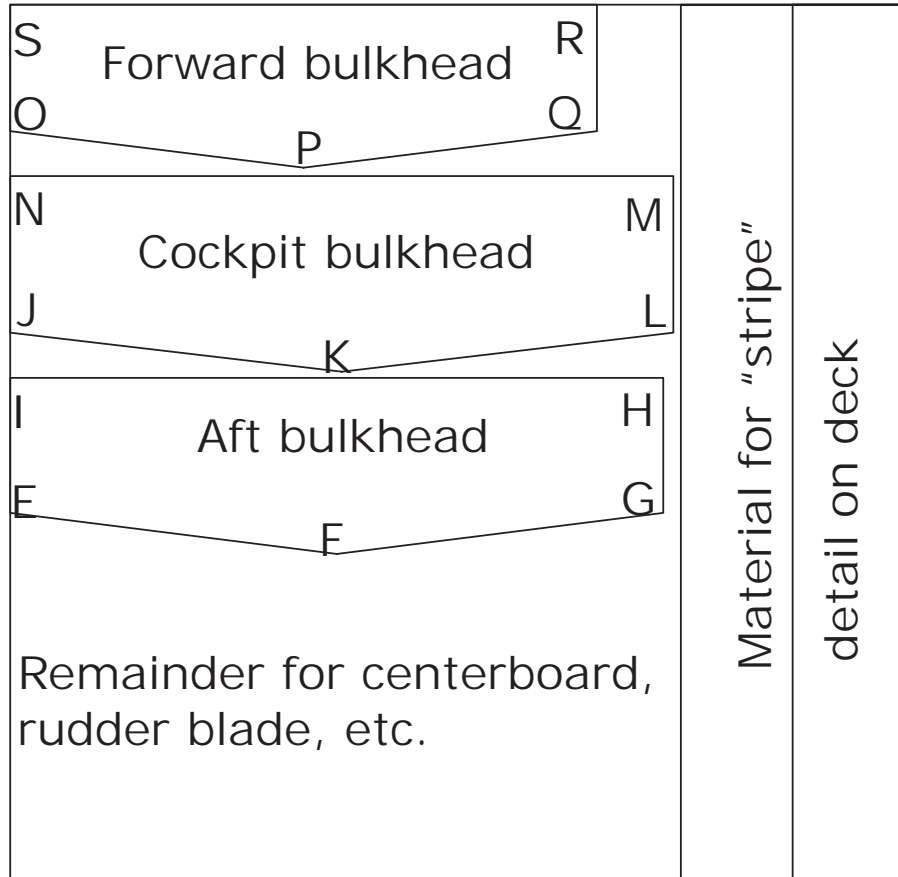 S
R
Forward bulkhead
O
Q
P
N
M
Cockpit bulkhead
J
L
K
I
H
Aft bulkhead
E
G
F
Remainder for centerboard,
rudder blade, etc.
Material for "stripe"
detail on deck